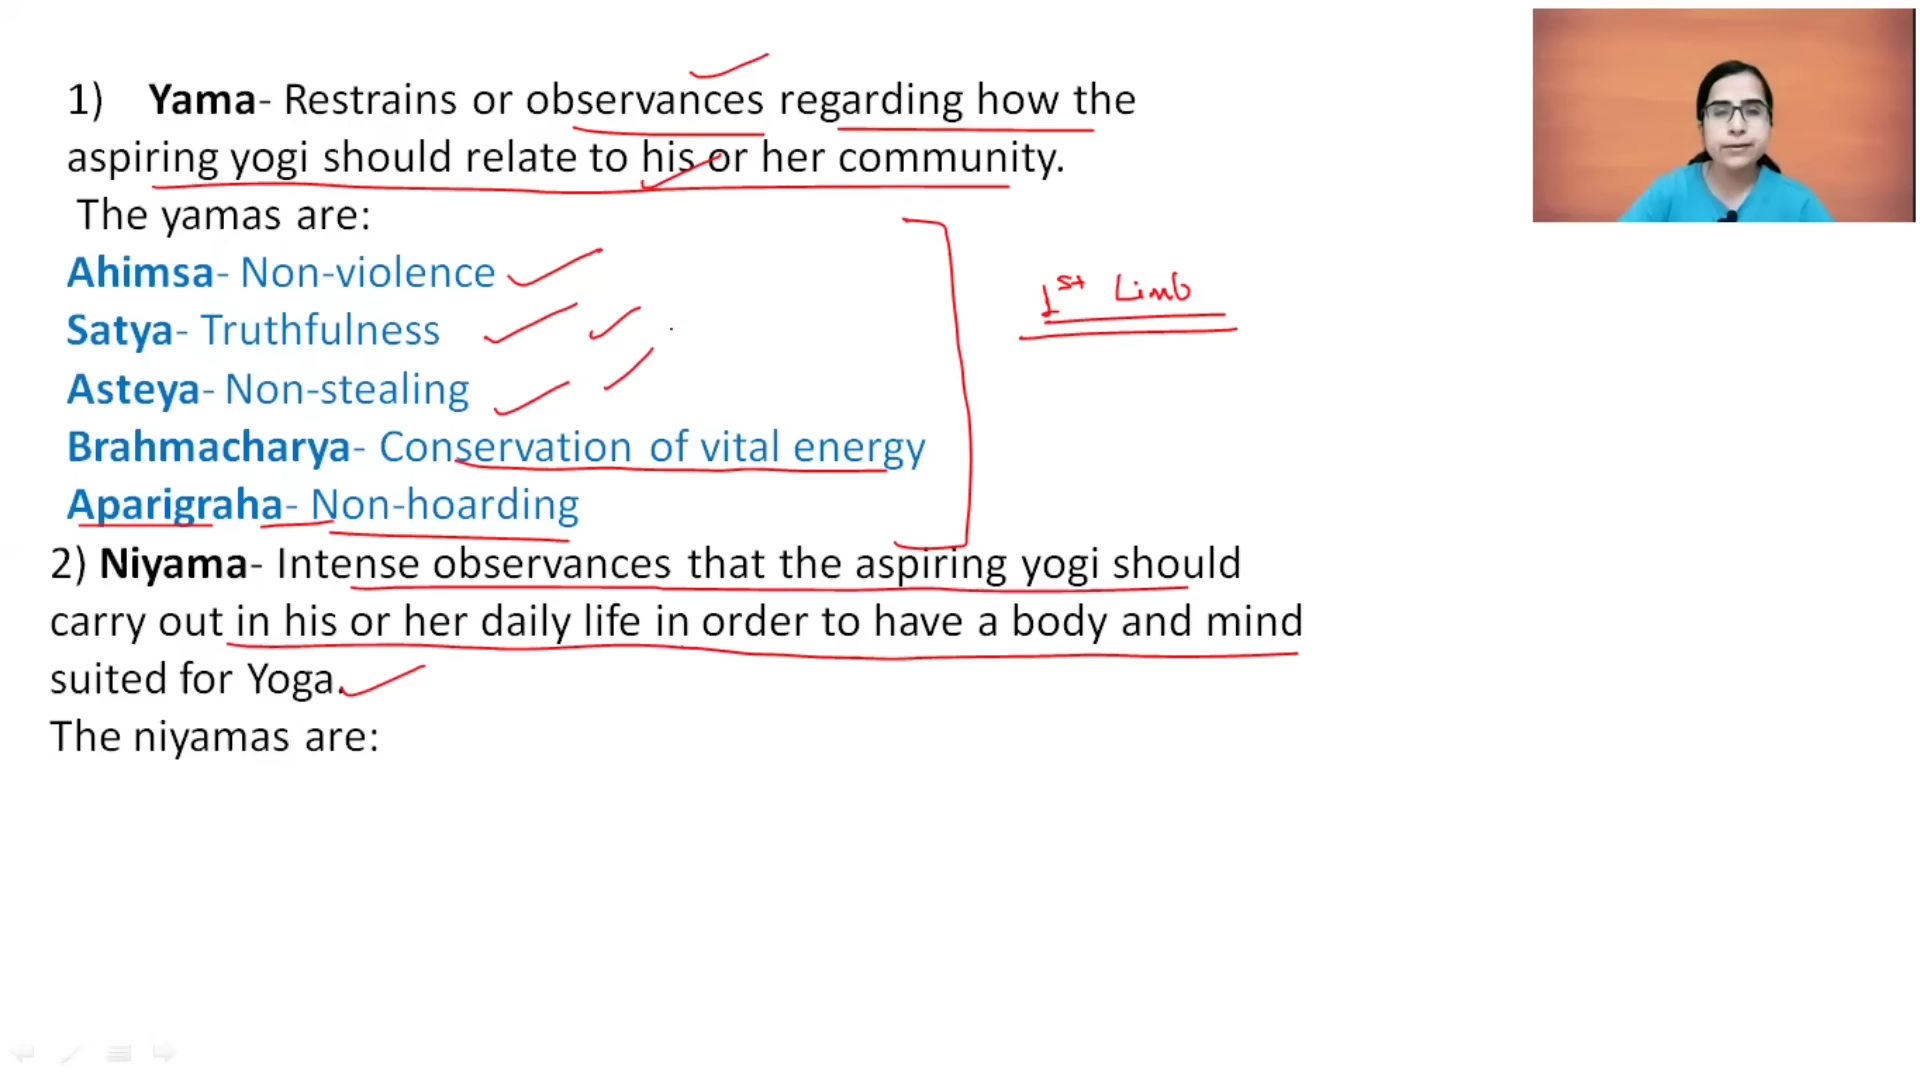 1) Yama- Restrains or observances regarding how the
aspiring yogi should relate to his or her community.
The yamas are:
Ahimsa- Non-violence
1st Limb
Satya- Truthfulness
Asteya- Non-stealing
Brahmacharya- Conservation of vital energy
Aparigraha- Non-hoarding
2) Niyama- Intense observances that the aspiring yogi should
carry out in his or her daily life in order to have a body and mind
suited for Yoga.
The niyamas are: